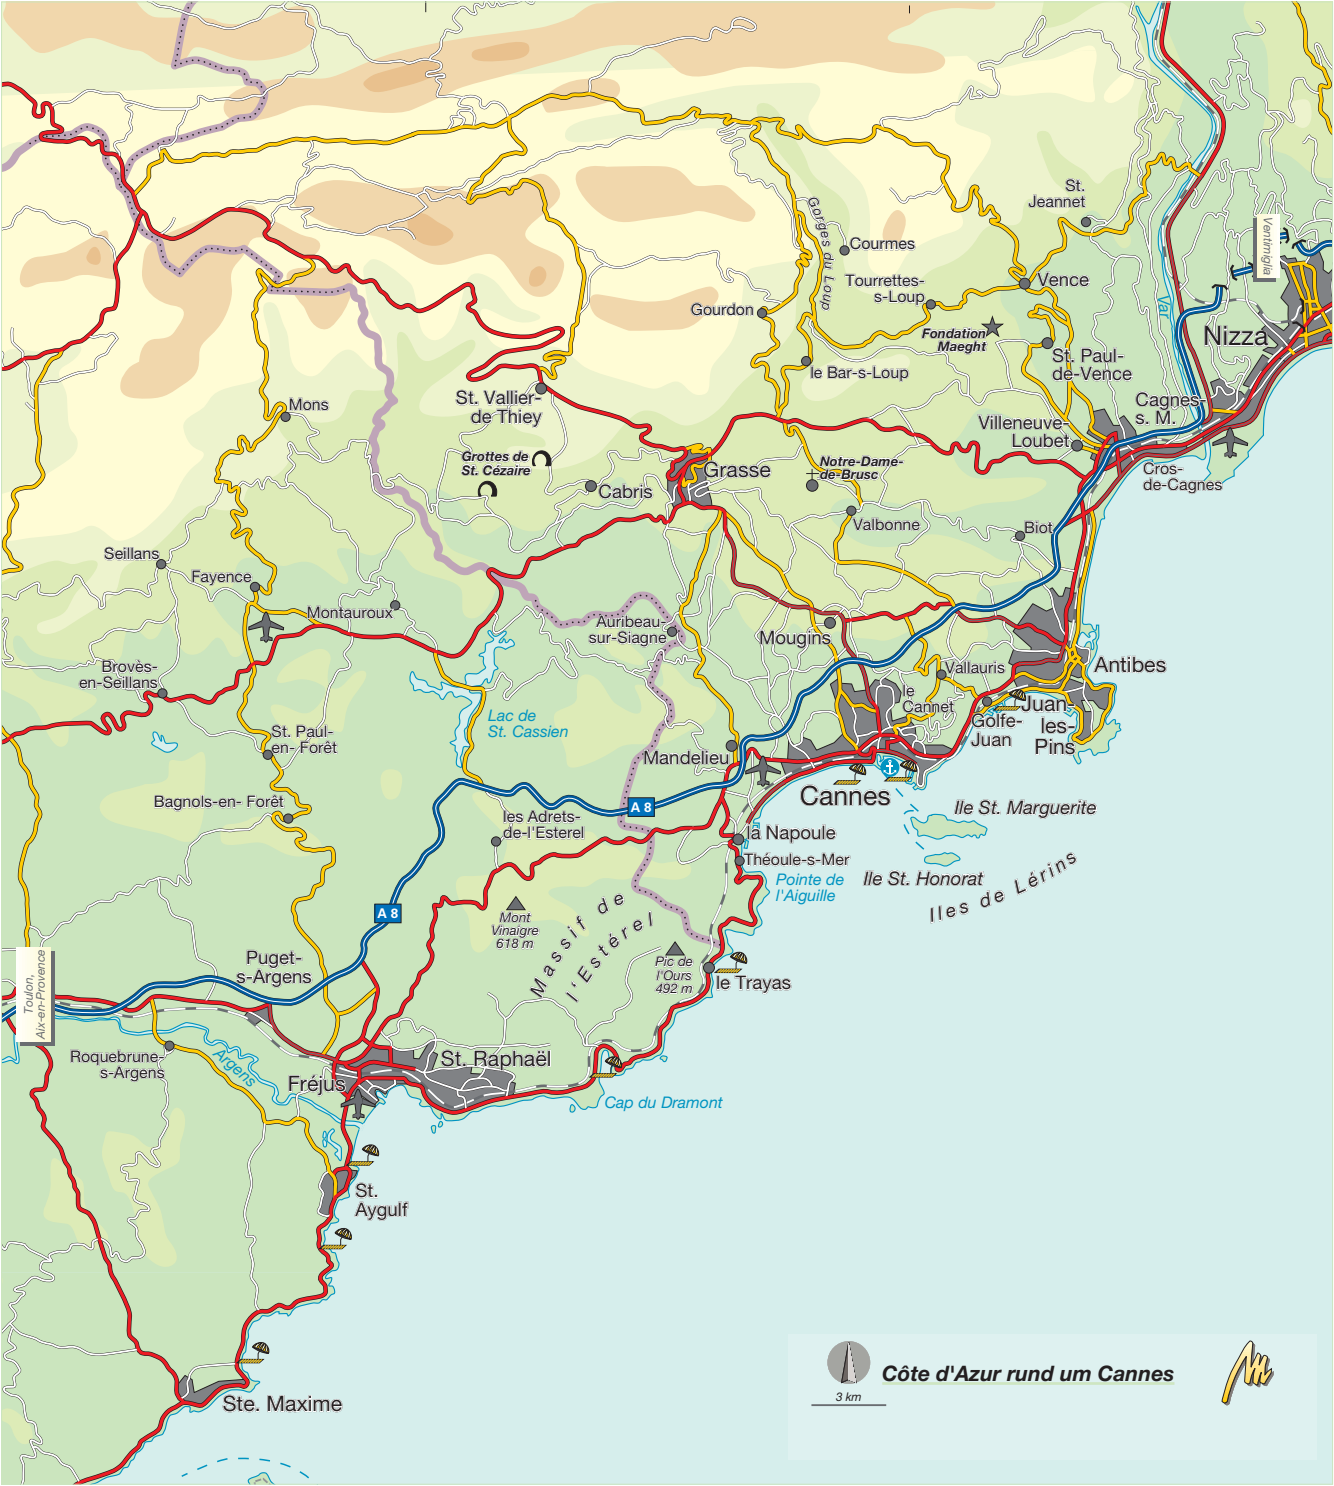 St.
Jeannet
Gorges du Loup
Courmes
Ventimiglia
Tourrettes-
s-Loup
Vence
Var
Gourdon
Fondation
Maeght
Nizza
St. Paul-
de-Vence
le Bar-s-Loup
St. Vallier-
de Thiey
Mons
Cagnes-
s. M.
Villeneuve-
Loubet
Grottes de
St. Cézaire
Grasse
Notre-Dame-
de-Brusc
Cros-
de-Cagnes
Cabris
Valbonne
Biot
Seillans
Fayence
Montauroux
Auribeau-
sur-Siagne
Mougins
Brovès-
en-Seillans
Vallauris
Antibes
le
Cannet
Lac de
St. Cassien
Golfe-
Juan
Juan-
les-
Pins
St. Paul-
en- Forêt
Mandelieu
Cannes
Bagnols-en- Forêt
A 8
Ile St. Marguerite
les Adrets-
de-l'Esterel
la Napoule
Théoule-s-Mer
Pointe de
l'Aiguille
Ile St. Honorat
Iles de Lérins
A 8
Mont
Vinaigre
618 m
Massif de
l'Estérel
Puget-
s-Argens
Pic de
l'Ours
492 m
le Trayas
Toulon,
Aix-en-Provence
Roquebrune-
s-Argens
Argens
St. Raphaël
Fréjus
Cap du Dramont
St.
Aygulf
Ste. Maxime
Côte d'Azur rund um Cannes
3 km